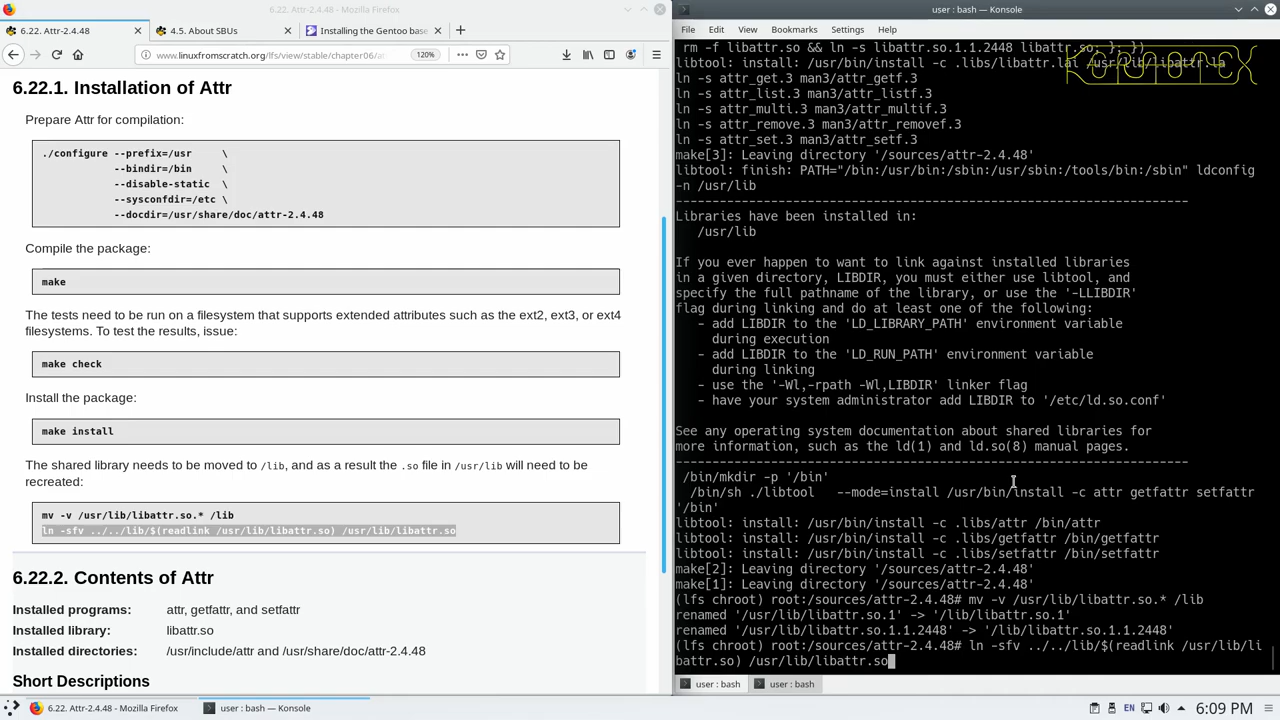 6.22. Attr-2.4.48 - Mozilla Firefox
6.22. Attr-2.4.48
4.5. About SBUs
Installing the Gentoo base
120%
www.linuxfromscratch.org/lfs/view/stable/chapter06/
6.22.1. Installation of Attr
Prepare Attr for compilation:
./configure --prefix=/usr \
--bindir=/bin \
--disable-static \
--sysconfdir=/etc \
--docdir=/usr/share/doc/attr-2.4.48
Compile the package:
make
The tests need to be run on a filesystem that supports extended attributes such as the ext2, ext3, or ext4
filesystems. To test the results, issue:
make check
Install the package:
make install
The shared library needs to be moved to /lib, and as a result the .so file in /usr/lib will need to be
recreated:
mv -v /usr/lib/libattr.so.* /lib
ln -sfv ../../lib/$(readlink /usr/lib/libattr.so) /usr/lib/libattr.so
6.22.2. Contents of Attr
Installed programs: attr, getfattr, and setfattr
Installed library: libattr.so
Installed directories: /usr/include/attr and /usr/share/doc/attr-2.4.48
Short Descriptions
user : bash — Konsole
File Edit View Bookmarks Settings Help
rm -f libattr.so && ln -s libattr.so.1.1.2448 libattr.so; }; })
libtool: install: /usr/bin/install -c .libs/libattr.lai /usr/lib/libattr.la
ln -s attr_get.3 man3/attr_getf.3
ln -s attr_list.3 man3/attr_listf.3
ln -s attr_multi.3 man3/attr_multif.3
ln -s attr_remove.3 man3/attr_removef.3
ln -s attr_set.3 man3/attr_setf.3
make[3]: Leaving directory '/sources/attr-2.4.48'
libtool: finish: PATH="/bin:/usr/bin:/sbin:/usr/sbin:/tools/bin:/sbin" ldconfig
-n /usr/lib
----------------------------------------------------------------------
Libraries have been installed in:
/usr/lib
If you ever happen to want to link against installed libraries
in a given directory, LIBDIR, you must either use libtool, and
specify the full pathname of the library, or use the '-LLIBDIR'
flag during linking and do at least one of the following:
- add LIBDIR to the 'LD_LIBRARY_PATH' environment variable
during execution
- add LIBDIR to the 'LD_RUN_PATH' environment variable
during linking
- use the '-Wl,-rpath -Wl,LIBDIR' linker flag
- have your system administrator add LIBDIR to '/etc/ld.so.conf'
See any operating system documentation about shared libraries for
more information, such as the ld(1) and ld.so(8) manual pages.
----------------------------------------------------------------------
/bin/mkdir -p '/bin'
/bin/sh ./libtool --mode=install /usr/bin/install -c attr getfattr setfattr
'/bin'
libtool: install: /usr/bin/install -c .libs/attr /bin/attr
libtool: install: /usr/bin/install -c .libs/getfattr /bin/getfattr
libtool: install: /usr/bin/install -c .libs/setfattr /bin/setfattr
make[2]: Leaving directory '/sources/attr-2.4.48'
make[1]: Leaving directory '/sources/attr-2.4.48'
(lfs chroot) root:/sources/attr-2.4.48# mv -v /usr/lib/libattr.so.* /lib
renamed '/usr/lib/libattr.so.1' -> '/lib/libattr.so.1'
renamed '/usr/lib/libattr.so.1.1.2448' -> '/lib/libattr.so.1.1.2448'
(lfs chroot) root:/sources/attr-2.4.48# ln -sfv ../../lib/$(readlink /usr/lib/li
battr.so) /usr/lib/libattr.so
user : bash
user : bash
6.22. Attr-2.4.48 - Mozilla Firefox
user : bash — Konsole
EN
6:09 PM